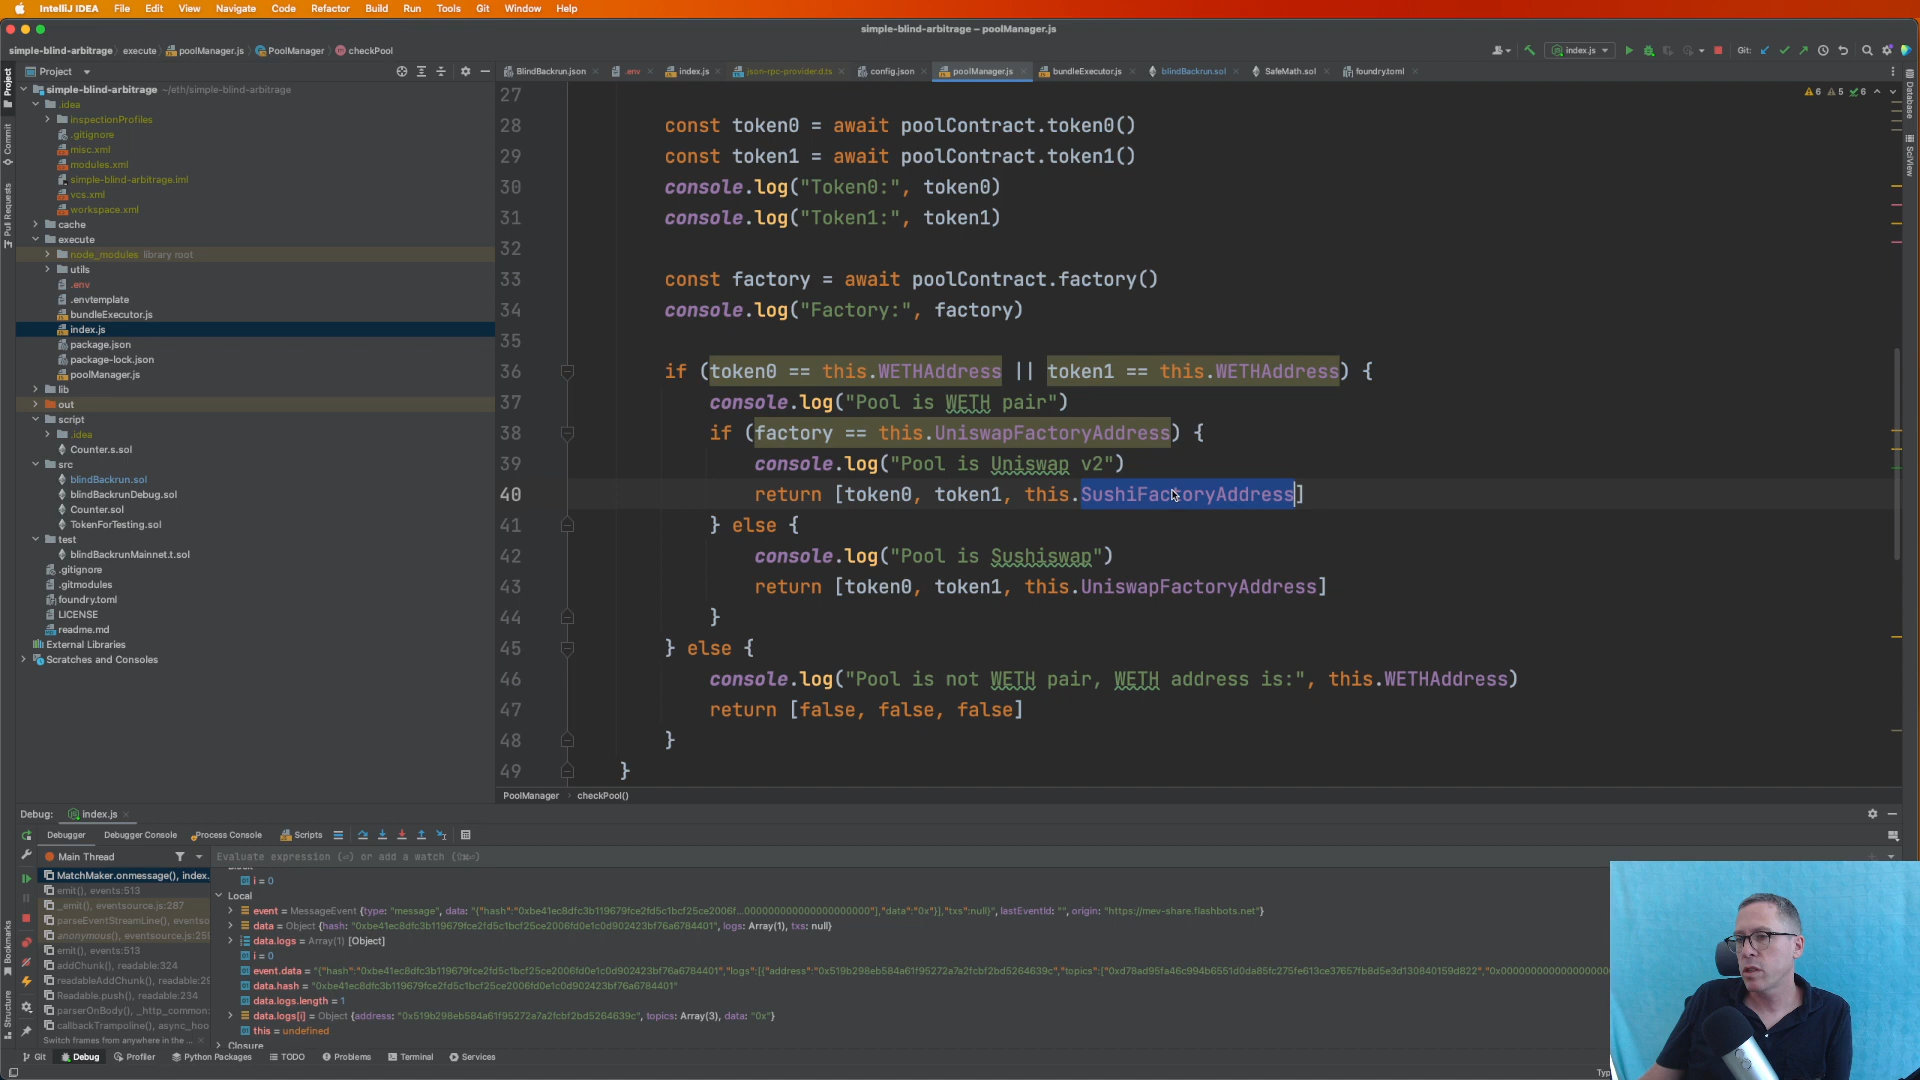 IntelliJ IDEA File Edit View Navigate Code Refactor Build Run Tools Git Window Help
simple-blind-arbitrage – poolManager.js
simple-blind-arbitrage execute poolManager.js PoolManager checkPool
index.js Git:
Project
BlindBackrun.json .env index.js json-rpc-provider.d.ts config.json poolManager.js bundleExecutor.js blindBackrun.sol SafeMath.sol foundry.toml
simple-blind-arbitrage ~/eth/simple-blind-arbitrage
.idea
inspectionProfiles
.gitignore
misc.xml
modules.xml
simple-blind-arbitrage.iml
vcs.xml
workspace.xml
cache
execute
node_modules library root
utils
.env
.envtemplate
bundleExecutor.js
index.js
package.json
package-lock.json
poolManager.js
lib
out
script
.idea
Counter.s.sol
src
blindBackrun.sol
blindBackrunDebug.sol
Counter.sol
TokenForTesting.sol
test
blindBackrunMainnet.t.sol
.gitignore
.gitmodules
foundry.toml
LICENSE
readme.md
External Libraries
Scratches and Consoles
Project
Commit
Pull Requests
Bookmarks
Structure
Database
SciView
6 5 6
27
28 const token0 = await poolContract.token0()
29 const token1 = await poolContract.token1()
30 console.log("Token0:", token0)
31 console.log("Token1:", token1)
32
33 const factory = await poolContract.factory()
34 console.log("Factory:", factory)
35
36 if (token0 == this.WETHAddress || token1 == this.WETHAddress) {
37 console.log("Pool is WETH pair")
38 if (factory == this.UniswapFactoryAddress) {
39 console.log("Pool is Uniswap v2")
40 return [token0, token1, this.SushiFactoryAddress]
41 } else {
42 console.log("Pool is Sushiswap")
43 return [token0, token1, this.UniswapFactoryAddress]
44 }
45 } else {
46 console.log("Pool is not WETH pair, WETH address is:", this.WETHAddress)
47 return [false, false, false]
48 }
49 }
PoolManager checkPool()
Debug: index.js
Debugger Debugger Console Process Console Scripts
Main Thread
Evaluate expression (⏎) or add a watch (⇧⌘⏎)
MatchMaker.onmessage(), index.
emit(), events:513
_emit(), eventsource.js:287
parseEventStreamLine(), eventso
anonymous(), eventsource.js:25
emit(), events:513
addChunk(), readable:324
readableAddChunk(), readable:29
Readable.push(), readable:234
parserOnBody(), _http_common:
callbackTrampoline(), async_hoo
Switch frames from anywhere in the ...
i = 0
Local
event = MessageEvent {type: "message", data: "{"hash":"0xbe41ec8dfc3b119679fce2fd5c1bcf25ce2006f...000000000000000000000"],"data":"0x"}],"txs":null}", lastEventId: "", origin: "https://mev-share.flashbots.net"}
data = Object {hash: "0xbe41ec8dfc3b119679fce2fd5c1bcf25ce2006fd0e1c0d902423bf76a6784401", logs: Array(1), txs: null}
data.logs = Array(1) [Object]
i = 0
event.data = "{"hash":"0xbe41ec8dfc3b119679fce2fd5c1bcf25ce2006fd0e1c0d902423bf76a6784401","logs":[{"address":"0x519b298eb584a61f95272a7a2fcbf2bd5264639c","topics":["0xd78ad95fa46c994b6551d0da85fc275fe613ce37657fb8d5e3d130840159d822","0x00000000000000000000
data.hash = "0xbe41ec8dfc3b119679fce2fd5c1bcf25ce2006fd0e1c0d902423bf76a6784401"
data.logs.length = 1
data.logs[i] = Object {address: "0x519b298eb584a61f95272a7a2fcbf2bd5264639c", topics: Array(3), data: "0x"}
this = undefined
Closure
Git Debug Profiler Python Packages TODO Problems Terminal Services